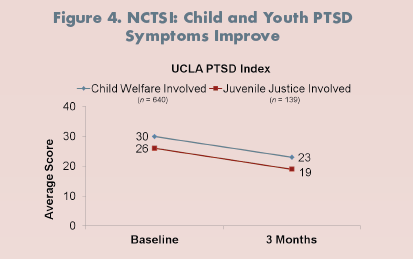 Figure 4. NCTSI: Child and Youth PTSD
Symptoms Improve
UCLA PTSD Index
Child Welfare Involved Juvenile Justice Involved
(n = 640) (n = 139)
Average Score
40
30
20
10
0
30
26
23
19
Baseline 3 Months